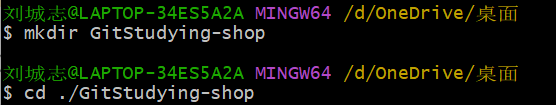 刘城志@LAPTOP-34ES5A2A MINGW64 /d/OneDrive/桌面
$ mkdir GitStudying-shop
刘城志@LAPTOP-34ES5A2A MINGW64 /d/OneDrive/桌面
$ cd ./GitStudying-shop